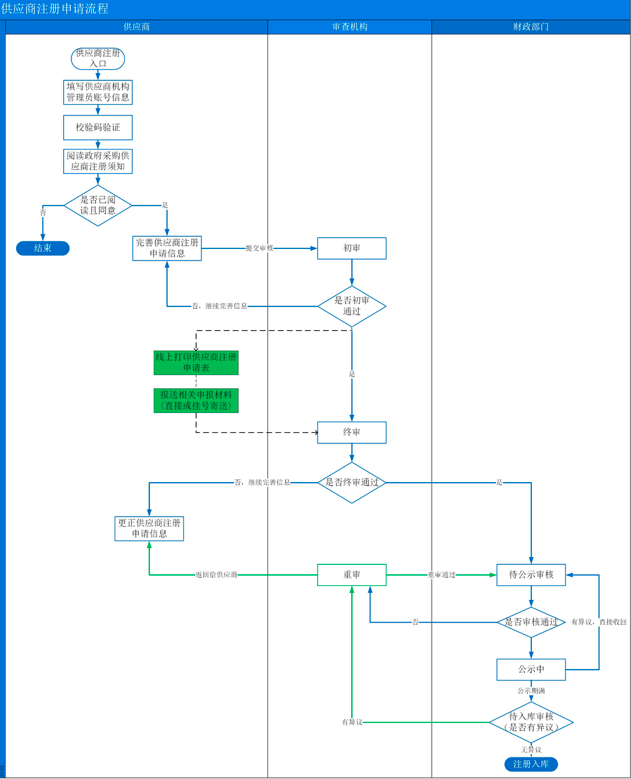 供应商注册申请流程
供应商
审查机构
财政部门
供应商注册
入口
填写供应商机构
管理员账号信息
校验码验证
阅读政府采购供
应商注册须知
是否已阅
读且同意
否
是
结束
完善供应商注册
申请信息
提交审核
初审
是否初审
通过
否，继续完善信息
线上打印供应商注册
申请表
是
报送相关申报材料
(直接或挂号寄送)
终审
是否终审通过
否，继续完善信息
是
更正供应商注册
申请信息
返回给供应商
重审
重审通过
待公示审核
否
是否审核通过
有异议，直接收回
公示中
公示期满
有异议
待入库审核
(是否有异议)
无异议
注册入库